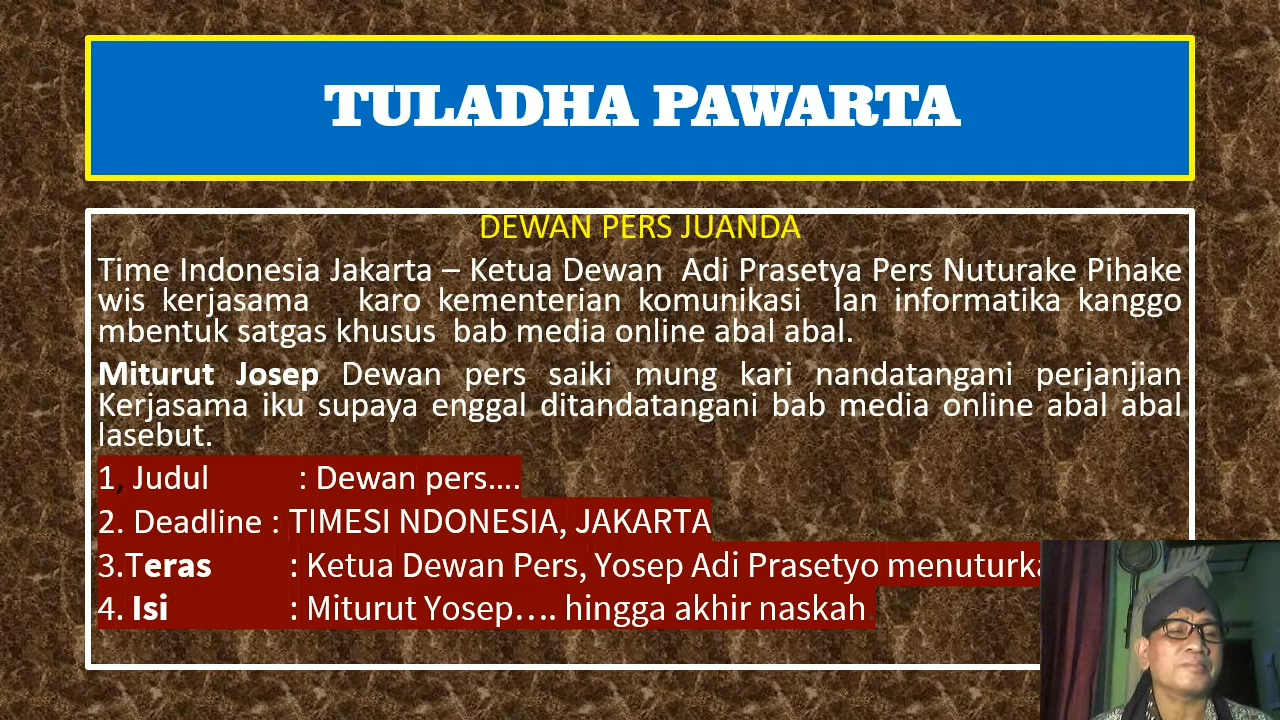 TULADHA PAWARTA
DEWAN PERS JUANDA
Time Indonesia Jakarta – Ketua Dewan Adi Prasetya Pers Nuturake Pihake
wis kerjasama karo kementerian komunikasi lan informatika kanggo
mbentuk satgas khusus bab media online abal abal.
Miturut Josep Dewan pers saiki mung kari nandatangani perjanjian
Kerjasama iku supaya enggal ditandatangani bab media online abal abal
lasebut.
1, Judul : Dewan pers....
2. Deadline : TIMESI NDONESIA, JAKARTA
3.Teras : Ketua Dewan Pers, Yosep Adi Prasetyo
4. Isi : Miturut Yosep…. hingga akhir naskah.